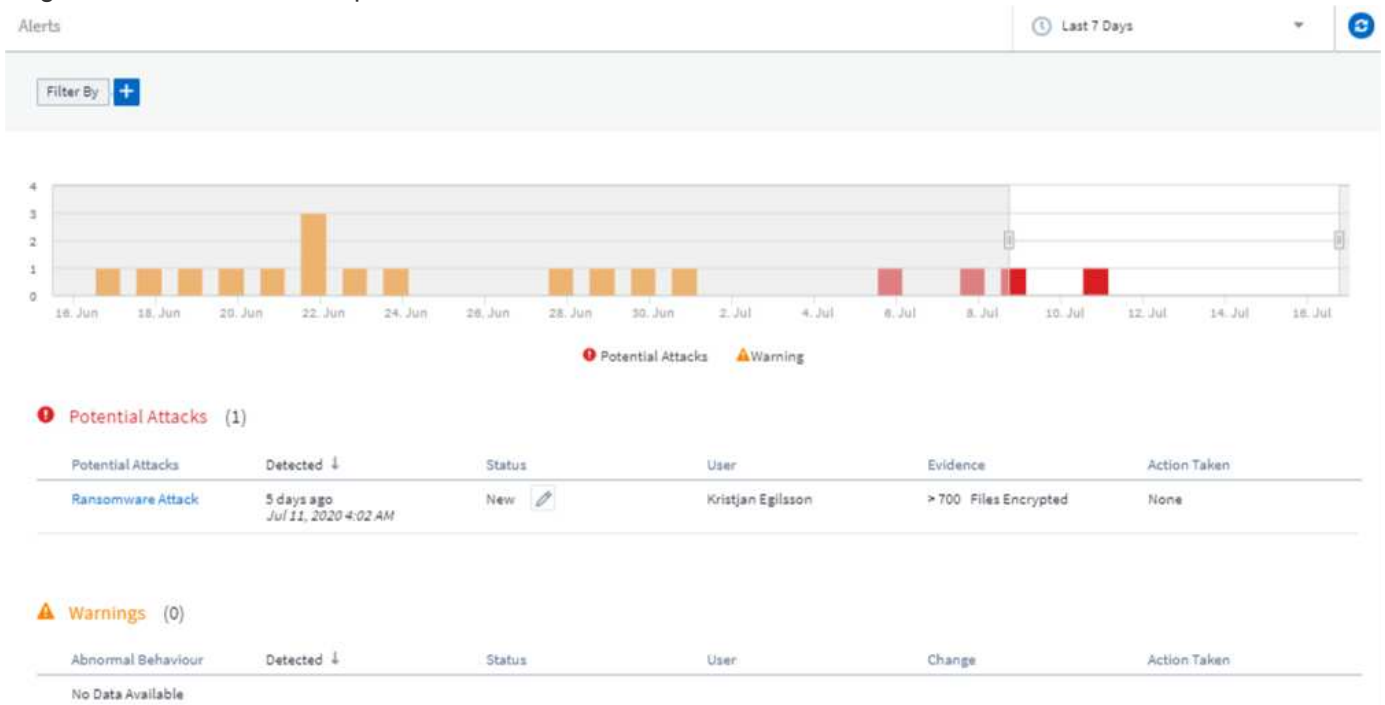 Alerts
Last 7 Days
Filter By +
4
3
2
1
0
16. Jun 18. Jun 20. Jun 22. Jun 24. Jun 26. Jun 28. Jun 30. Jun 2. Jul 4. Jul 6. Jul 8. Jul 10. Jul 12. Jul 14. Jul 16. Jul
Potential Attacks Warning
Potential Attacks (1)
Potential Attacks Detected ↓ Status User Evidence Action Taken
Ransomware Attack 5 days ago New Kristjan Egilsson > 700 Files Encrypted None
Jul 11, 2020 4:02 AM
Warnings (0)
Abnormal Behaviour Detected ↓ Status User Change Action Taken
No Data Available